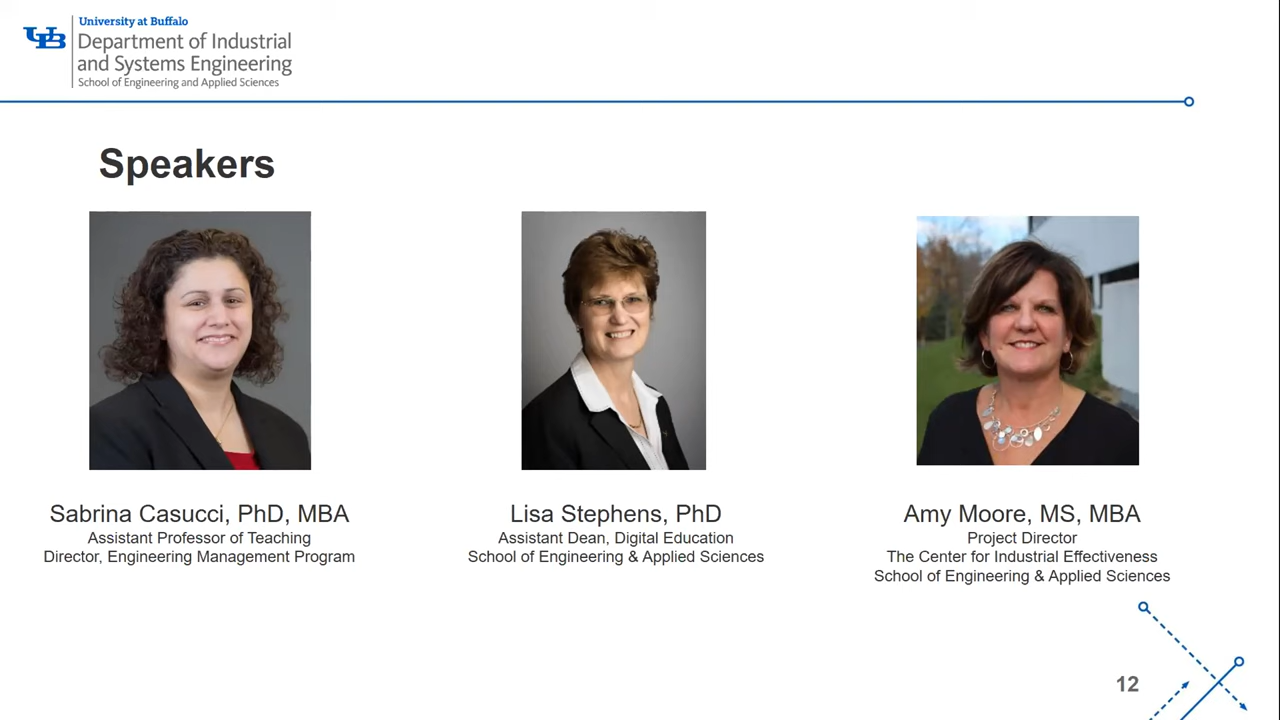 UB
University at Buffalo
Department of Industrial
and Systems Engineering
School of Engineering and Applied Sciences
Speakers
Sabrina Casucci, PhD, MBA
Assistant Professor of Teaching
Director, Engineering Management Program
Lisa Stephens, PhD
Assistant Dean, Digital Education
School of Engineering & Applied Sciences
Amy Moore, MS, MBA
Project Director
The Center for Industrial Effectiveness
School of Engineering & Applied Sciences
12